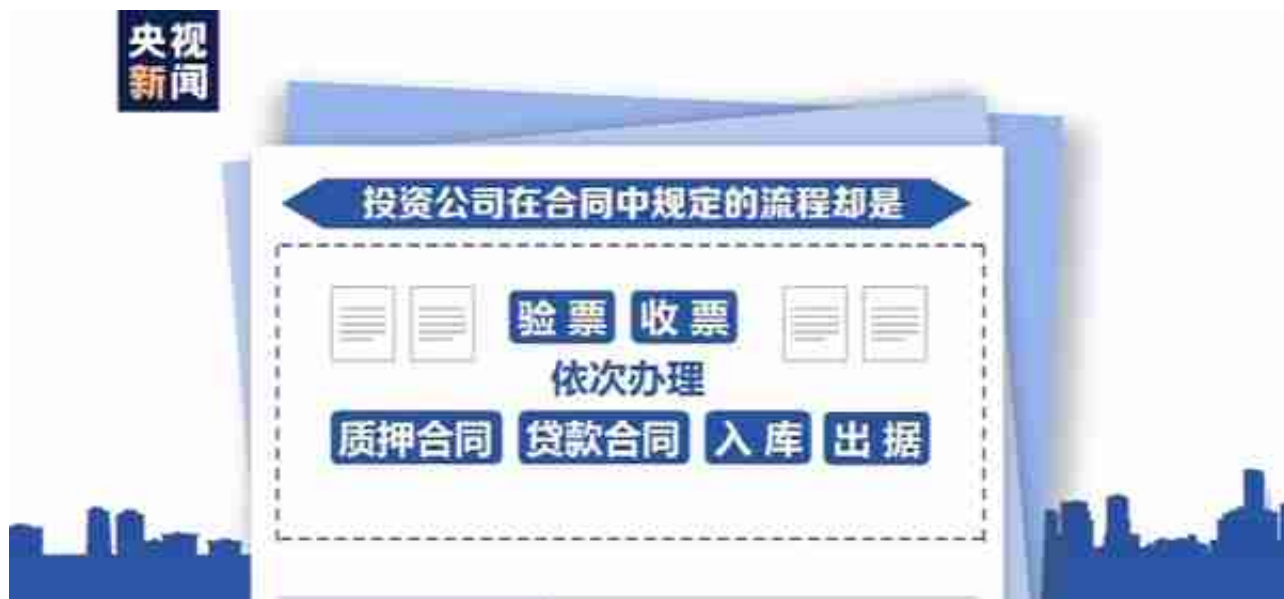 央视
新闻
投资公司在合同中规定的流程却是
验票 收票
依次办理
质押合同 贷款合同 入库 出据